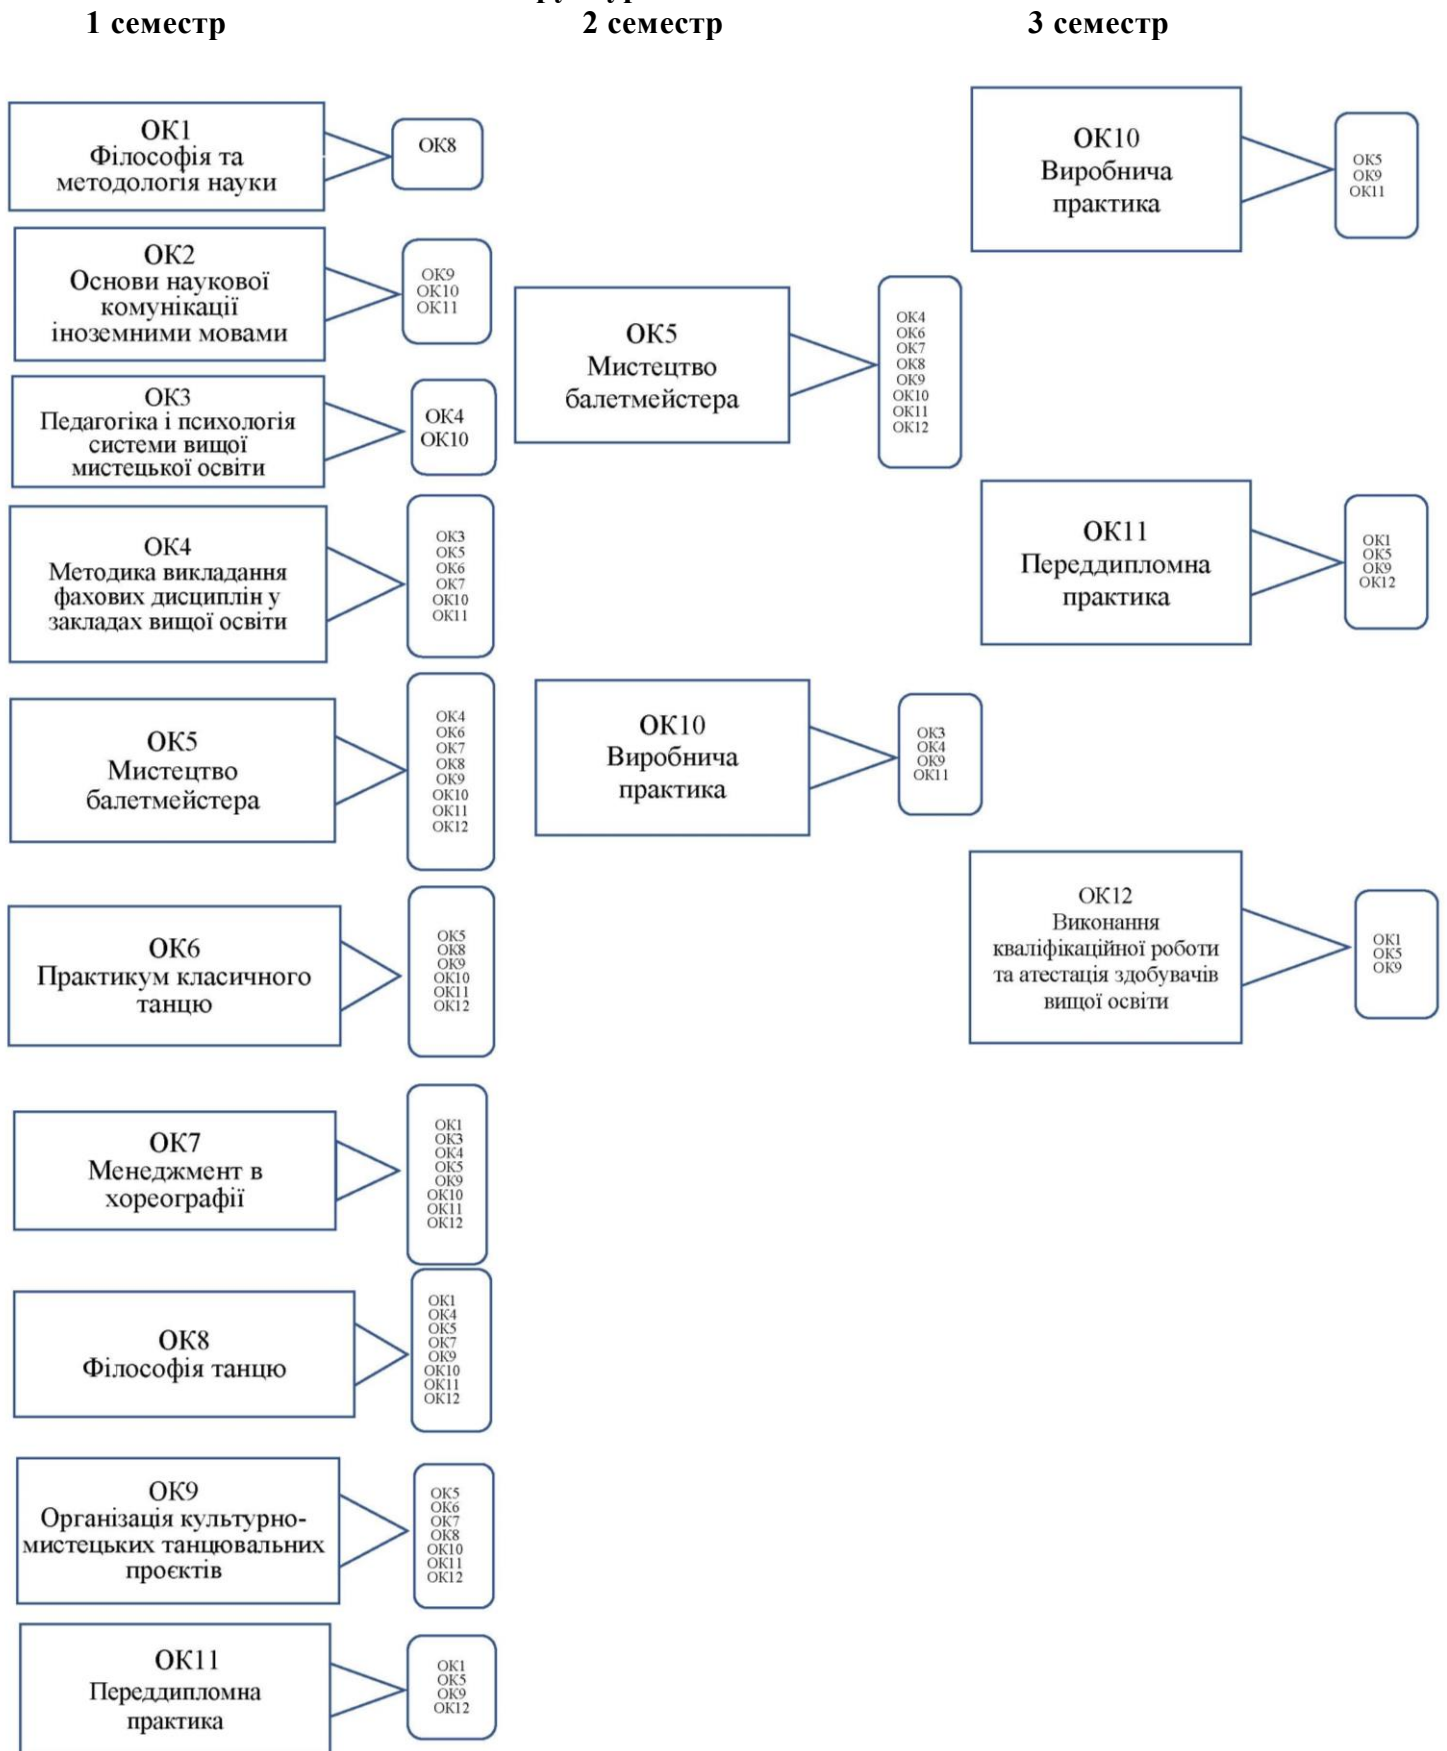 1 семестр
2 семестр
3 семестр
ОК1
Філософія та
методологія науки
ОК8
ОК2
Основи наукової
комунікації
іноземними мовами
ОК9
ОК10
ОК11
ОК3
Педагогіка і психологія
системи вищої
мистецької освіти
ОК4
ОК10
ОК4
Методика викладання
фахових дисциплін у
закладах вищої освіти
ОК3
ОК5
ОК6
ОК7
ОК10
ОК11
ОК5
Мистецтво
балетмейстера
ОК4
ОК6
ОК7
ОК8
ОК9
ОК10
ОК11
ОК12
ОК6
Практикум класичного
танцю
ОК5
ОК8
ОК9
ОК10
ОК11
ОК12
ОК7
Менеджмент в
хореографії
ОК1
ОК3
ОК4
ОК5
ОК9
ОК10
ОК11
ОК12
ОК8
Філософія танцю
ОК1
ОК4
ОК5
ОК7
ОК9
ОК10
ОК11
ОК12
ОК9
Організація культурно-
мистецьких танцювальних
проєктів
ОК5
ОК6
ОК7
ОК8
ОК10
ОК11
ОК12
ОК11
Переддипломна
практика
ОК1
ОК5
ОК9
ОК12
ОК5
Мистецтво
балетмейстера
ОК4
ОК6
ОК7
ОК8
ОК9
ОК10
ОК11
ОК12
ОК10
Виробнича
практика
ОК3
ОК4
ОК9
ОК11
ОК10
Виробнича
практика
ОК5
ОК9
ОК11
ОК11
Переддипломна
практика
ОК1
ОК5
ОК9
ОК12
ОК12
Виконання
кваліфікаційної роботи
та атестація здобувачів
вищої освіти
ОК1
ОК5
ОК9